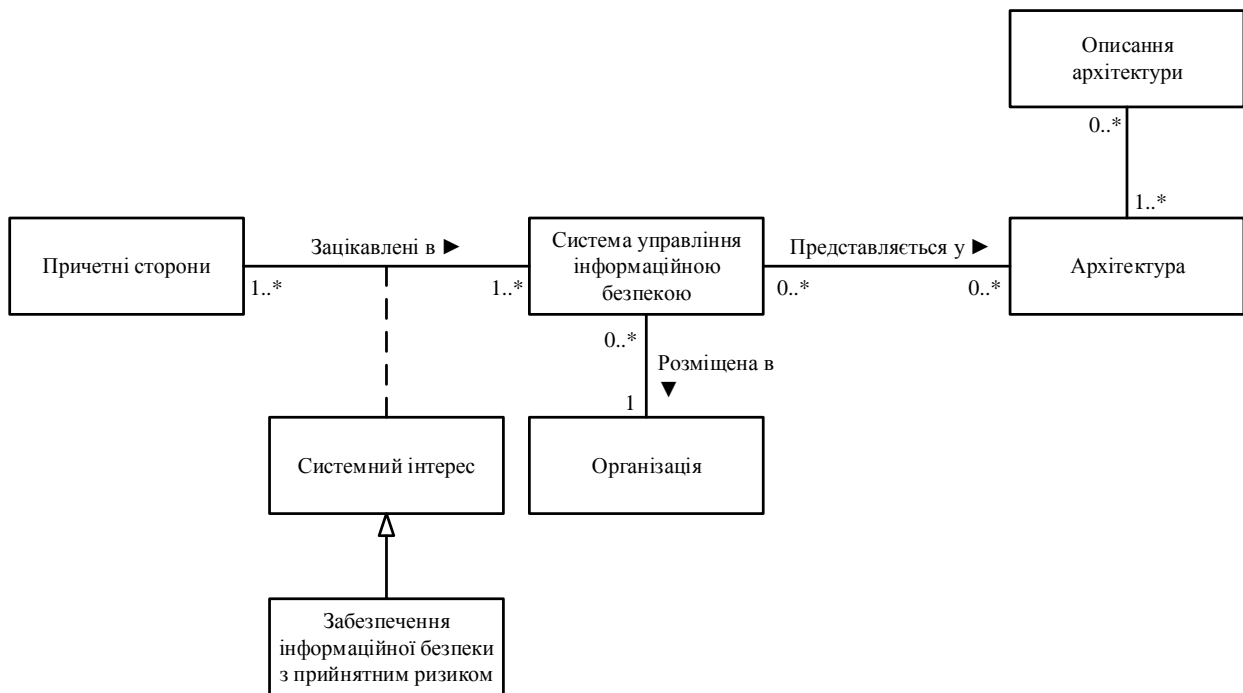 Описання
архітектури
0..*
1..*
Причетні сторони
Зацікавлені в ►
1..*
1..*
Система управління
інформаційною
безпекою
Представляється у ►
0..*
0..*
Архітектура
0..*
Розміщена в
▼
1
Системний інтерес
Організація
Забезпечення
інформаційної безпеки
з прийнятним ризиком